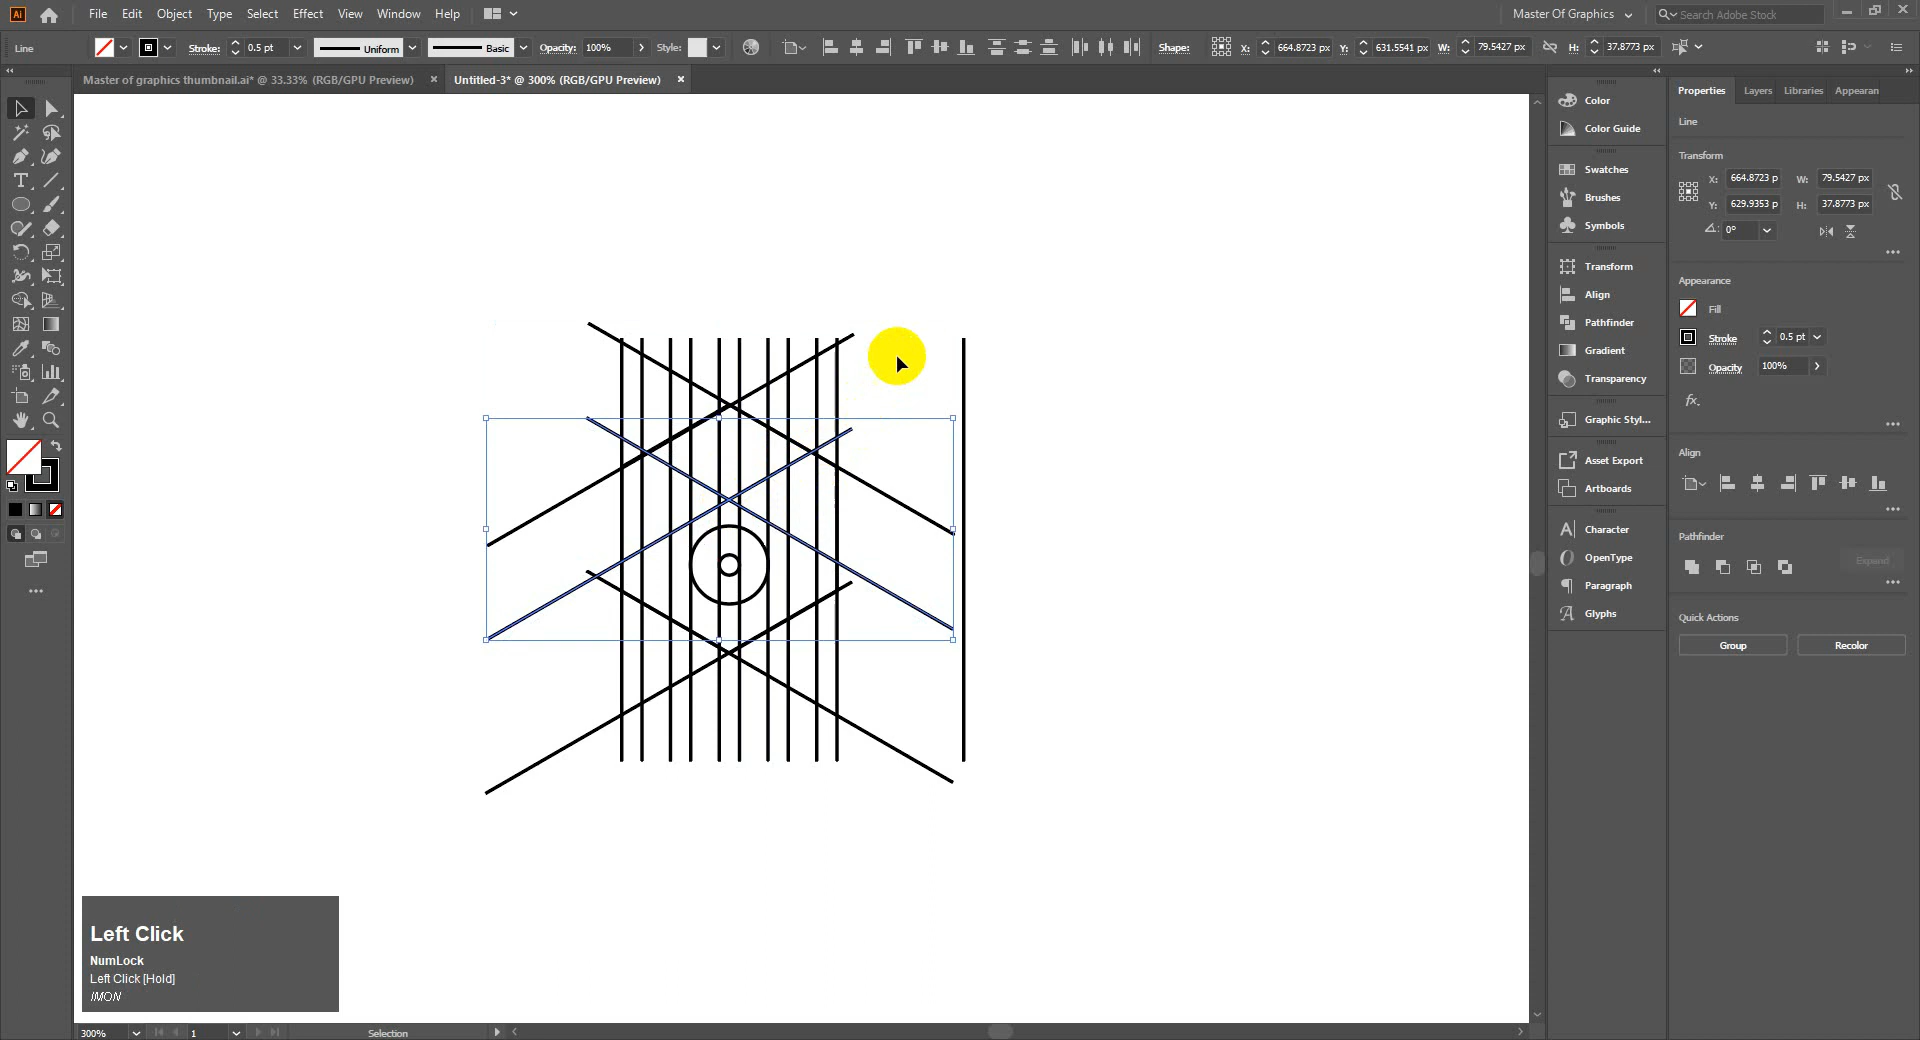 Ai File Edit Object Type Select Effect View Window Help Master Of Graphics Search Adobe Stock
Line Stroke: 0.5 pt Uniform Basic Opacity: 100% Style: Shape: X: 664.8723 px Y: 631.5541 px W: 79.5427 px H: 37.8773 px
Master of graphics thumbnail.ai* @ 33.33% (RGB/GPU Preview) × Untitled-3* @ 300% (RGB/GPU Preview) ×
Color
Color Guide
Swatches
Brushes
Symbols
Transform
Align
Pathfinder
Gradient
Transparency
Graphic Styl...
Asset Export
Artboards
Character
OpenType
Paragraph
Glyphs
Properties Layers Libraries Appearan
Line
Transform
X: 664.8723 p W: 79.5427 px
Y: 629.9353 p H: 37.8773 px
0°
Appearance
Fill
Stroke 0.5 pt
Opacity 100%
fx.
Align
Pathfinder
Expand
Quick Actions
Group Recolor
Left Click
NumLock
Left Click [Hold]
IMON
300% 1 Selection